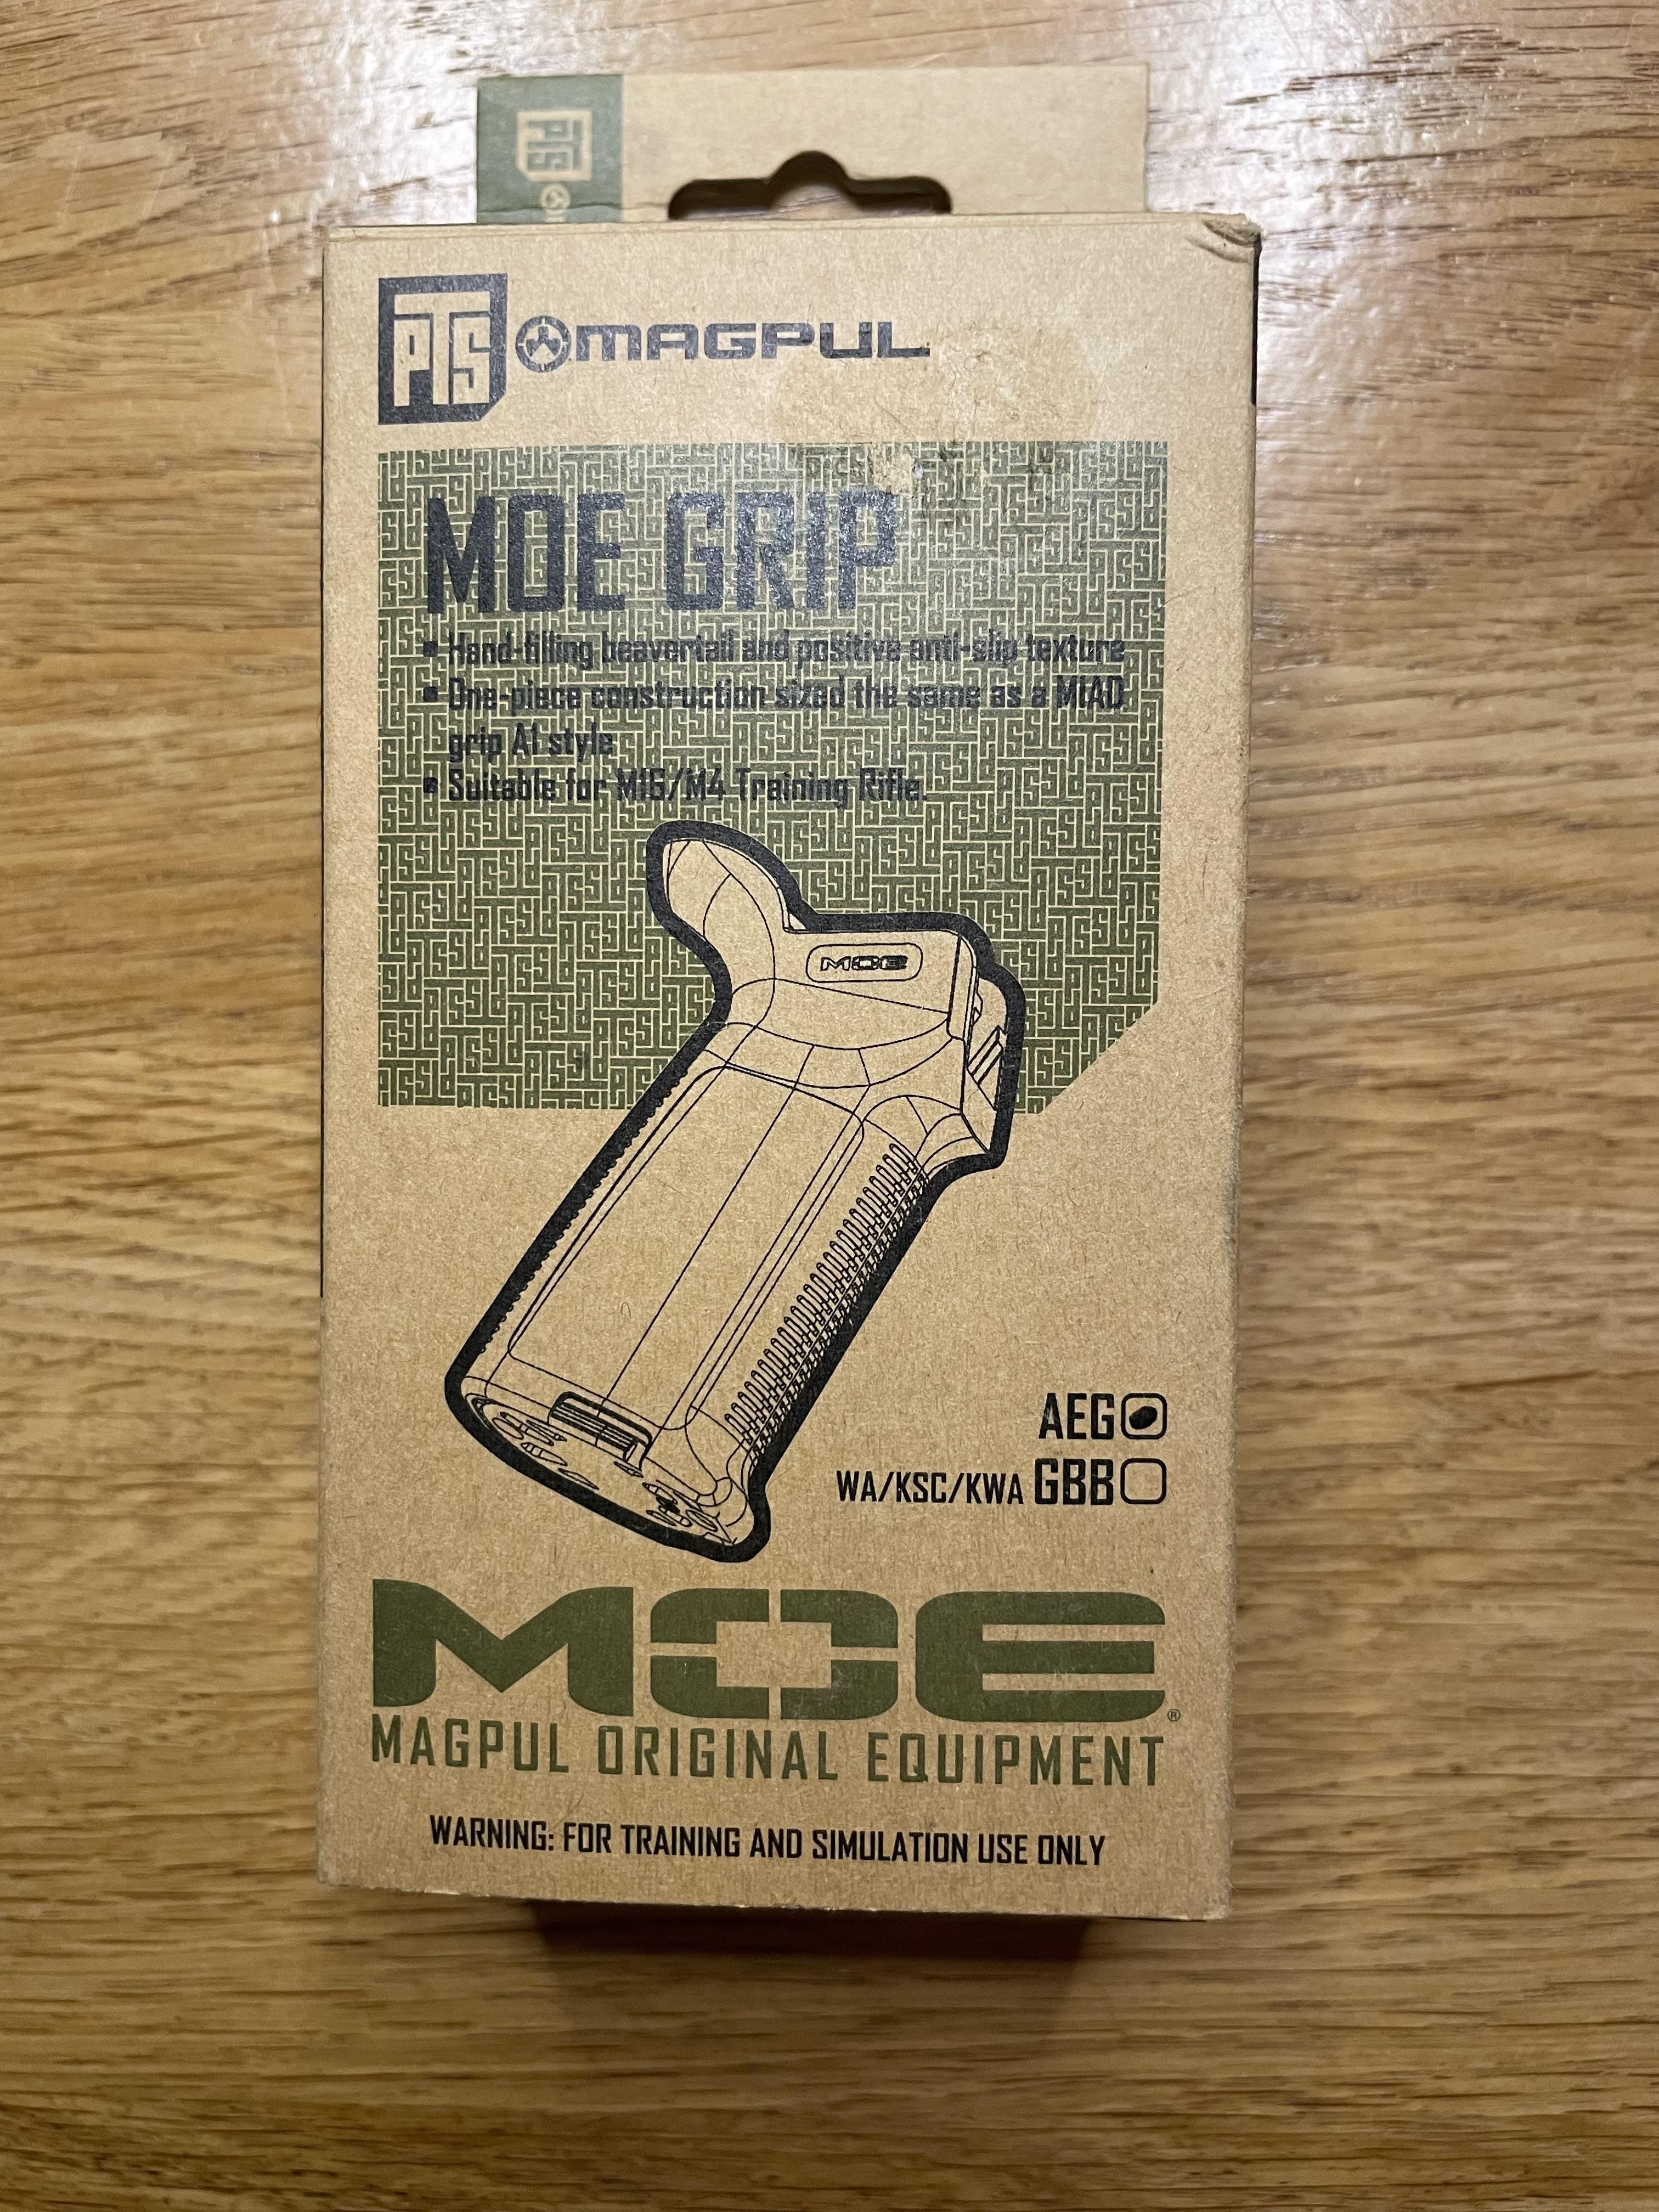 PTS
PTS MAGPUL
MOE GRIP
• Hand-filling beavertail and positive anti-slip texture
• One-piece construction sized the same as a MIAD
grip A1 style
• Suitable for M16/M4 Training Rifle.
MOE
AEG
WA/KSC/KWA GBB
MOE®
MAGPUL ORIGINAL EQUIPMENT
WARNING: FOR TRAINING AND SIMULATION USE ONLY